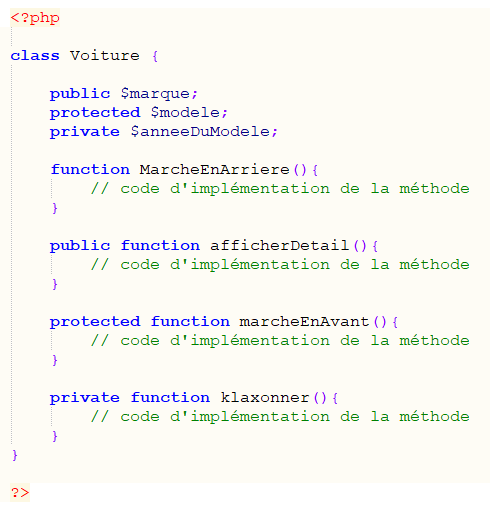 <?php
class Voiture {
public $marque;
protected $modele;
private $anneeDuModele;
function MarcheEnArriere(){
// code d'implémentation de la méthode
}
public function afficherDetail(){
// code d'implémentation de la méthode
}
protected function marcheEnAvant(){
// code d'implémentation de la méthode
}
private function klaxonner(){
// code d'implémentation de la méthode
}
}
?>